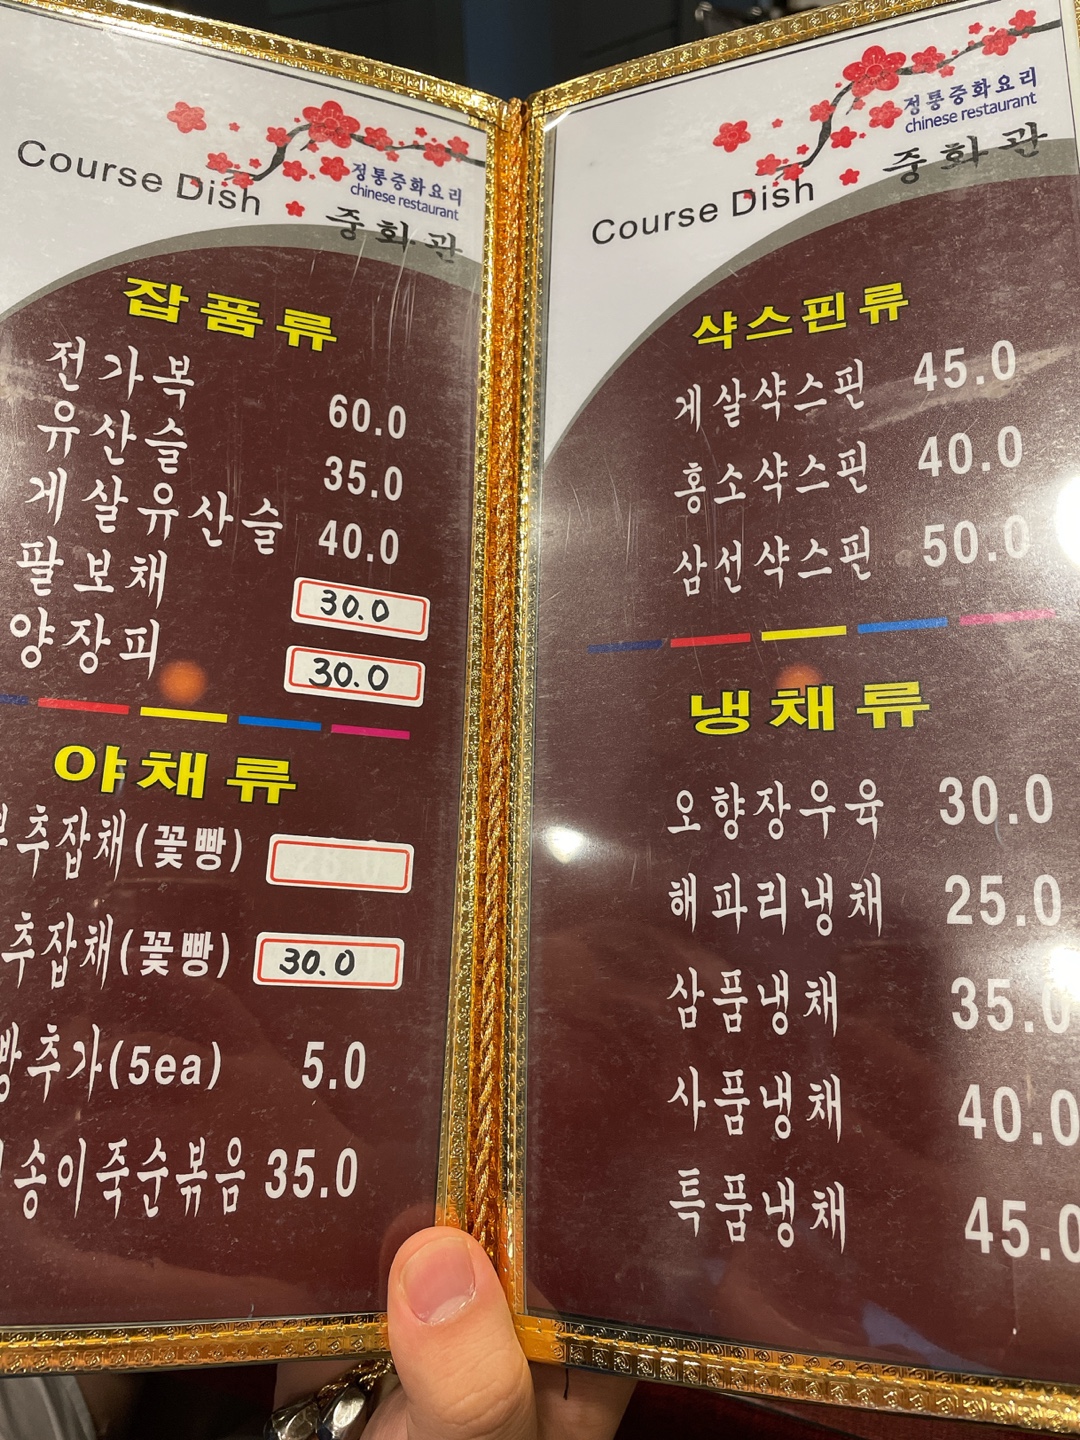 Course Dish
정통중화요리
chinese restaurant
중화관
잡품류
전가복 60.0
유산슬 35.0
게살유산슬 40.0
팔보채 30.0
양장피 30.0
야채류
추잡채(꽃빵)
추잡채(꽃빵) 30.0
빵추가(5ea) 5.0
송이죽순볶음 35.0
Course Dish
정통중화요리
chinese restaurant
중화관
샥스핀류
게살샥스핀 45.0
홍소샥스핀 40.0
삼선샥스핀 50.0
냉채류
오향장우육 30.0
해파리냉채 25.0
삼품냉채 35.0
사품냉채 40.0
특품냉채 45.0